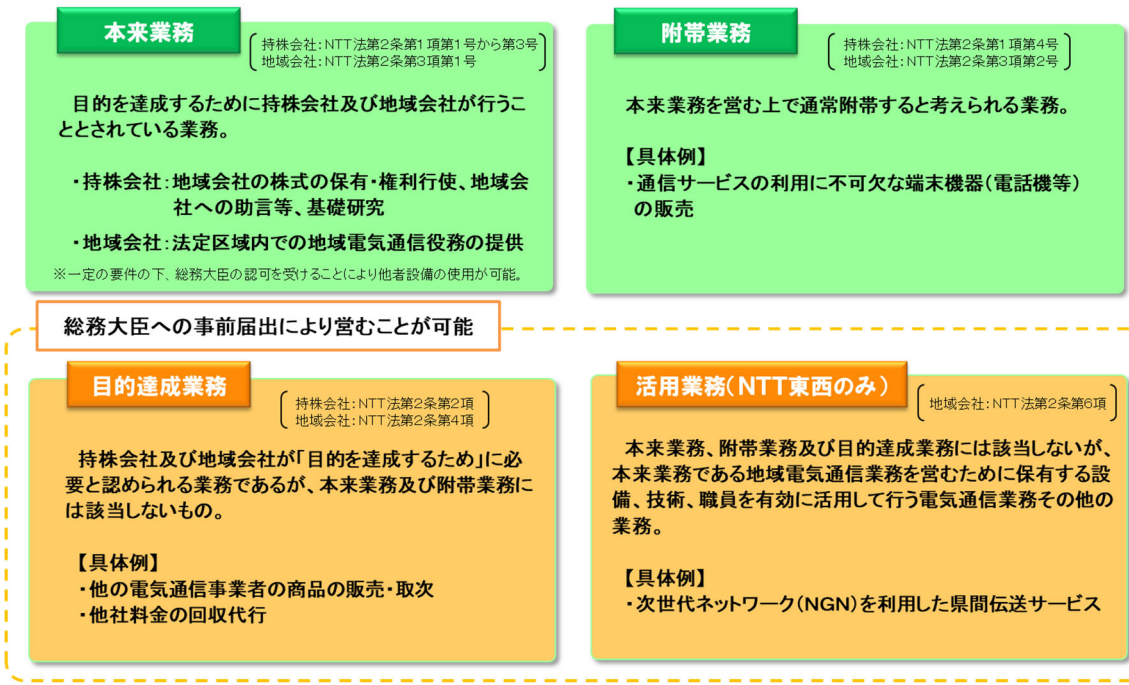 本来業務
持株会社:NTT法第2条第1項第1号から第3号
地域会社:NTT法第2条第3項第1号
目的を達成するために持株会社及び地域会社が行うこ
ととされている業務。
・持株会社:地域会社の株式の保有・権利行使、地域会
社への助言等、基礎研究
・地域会社:法定区域内での地域電気通信役務の提供
※一定の要件の下、総務大臣の認可を受けることにより他者設備の使用が可能。
附帯業務
持株会社:NTT法第2条第1項第4号
地域会社:NTT法第2条第3項第2号
本来業務を営む上で通常附帯すると考えられる業務。
【具体例】
・通信サービスの利用に不可欠な端末機器(電話機等)
の販売
総務大臣への事前届出により営むことが可能
目的達成業務
持株会社:NTT法第2条第2項
地域会社:NTT法第2条第4項
持株会社及び地域会社が「目的を達成するため」に必
要と認められる業務であるが、本来業務及び附帯業務に
は該当しないもの。
【具体例】
・他の電気通信事業者の商品の販売・取次
・他社料金の回収代行
活用業務(NTT東西のみ)
地域会社:NTT法第2条第6項
本来業務、附帯業務及び目的達成業務には該当しないが、
本来業務である地域電気通信業務を営むために保有する設
備、技術、職員を有効に活用して行う電気通信業務その他の
業務。
【具体例】
・次世代ネットワーク(NGN)を利用した県間伝送サービス